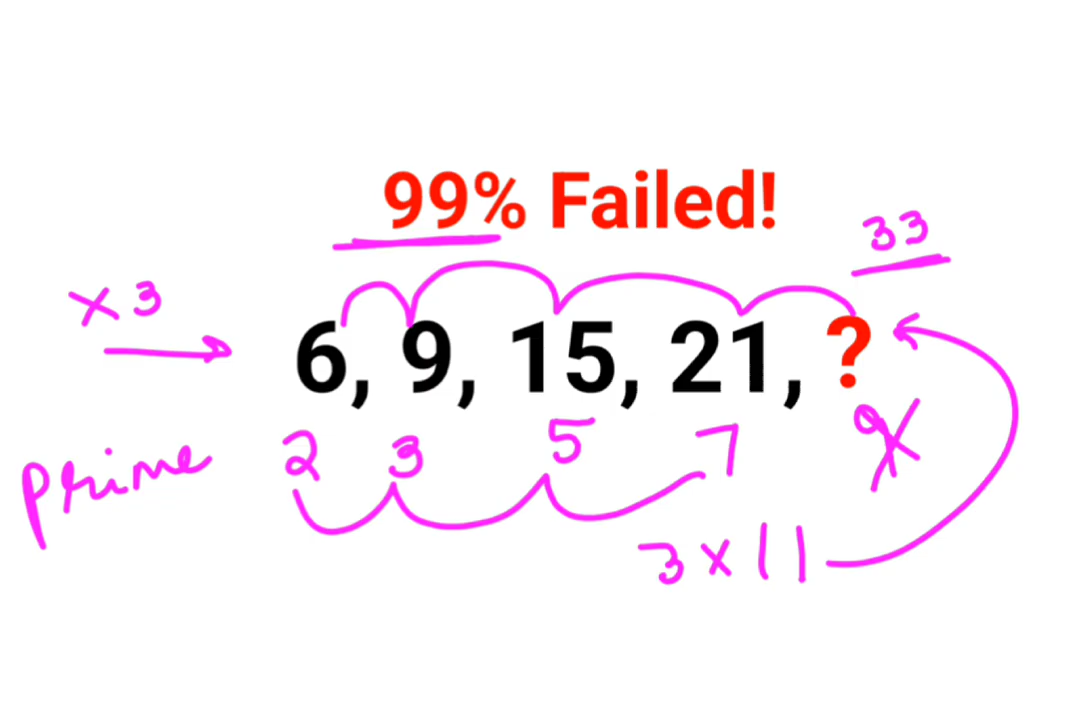 99% Failed!
33
× 3
6, 9, 15, 21, ?
2 3 5 7 9
prime
3 × 11